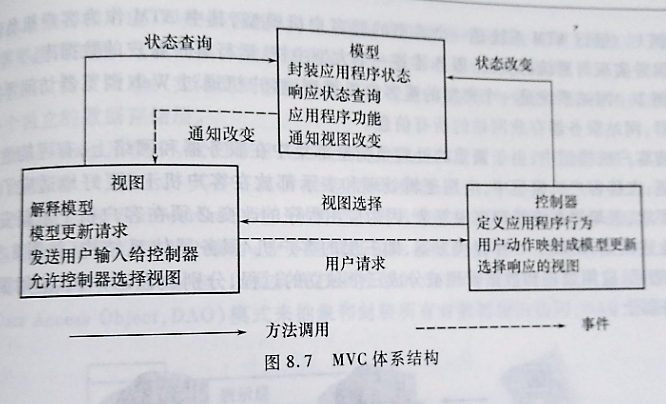 状态查询
模型
封装应用程序状态
响应状态查询
应用程序功能
通知视图改变
状态改变
通知改变
视图
解释模型
模型更新请求
发送用户输入给控制器
允许控制器选择视图
视图选择
用户请求
控制器
定义应用程序行为
用户动作映射成模型更新
选择响应的视图
方法调用
事件
图 8.7 MVC 体系结构